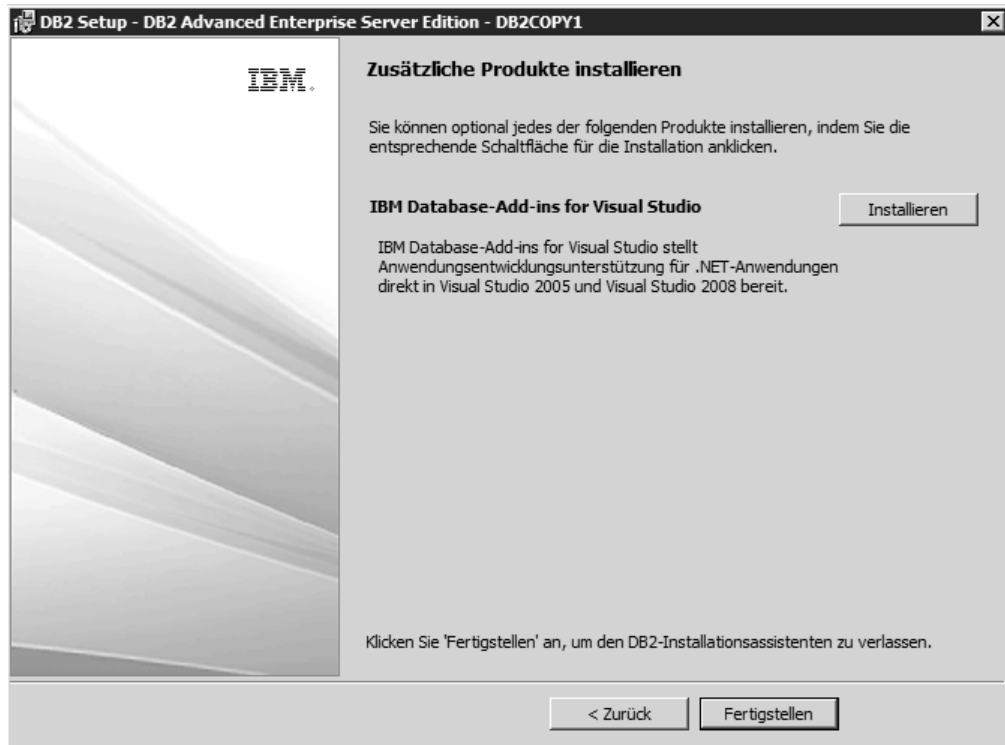 DB2 Setup - DB2 Advanced Enterprise Server Edition - DB2COPY1
IBM.
Zusätzliche Produkte installieren
Sie können optional jedes der folgenden Produkte installieren, indem Sie die
entsprechende Schaltfläche für die Installation anklicken.
IBM Database-Add-ins for Visual Studio
Installieren
IBM Database-Add-ins for Visual Studio stellt
Anwendungsentwicklungsunterstützung für .NET-Anwendungen
direkt in Visual Studio 2005 und Visual Studio 2008 bereit.
Klicken Sie 'Fertigstellen' an, um den DB2-Installationsassistenten zu verlassen.
< Zurück
Fertigstellen